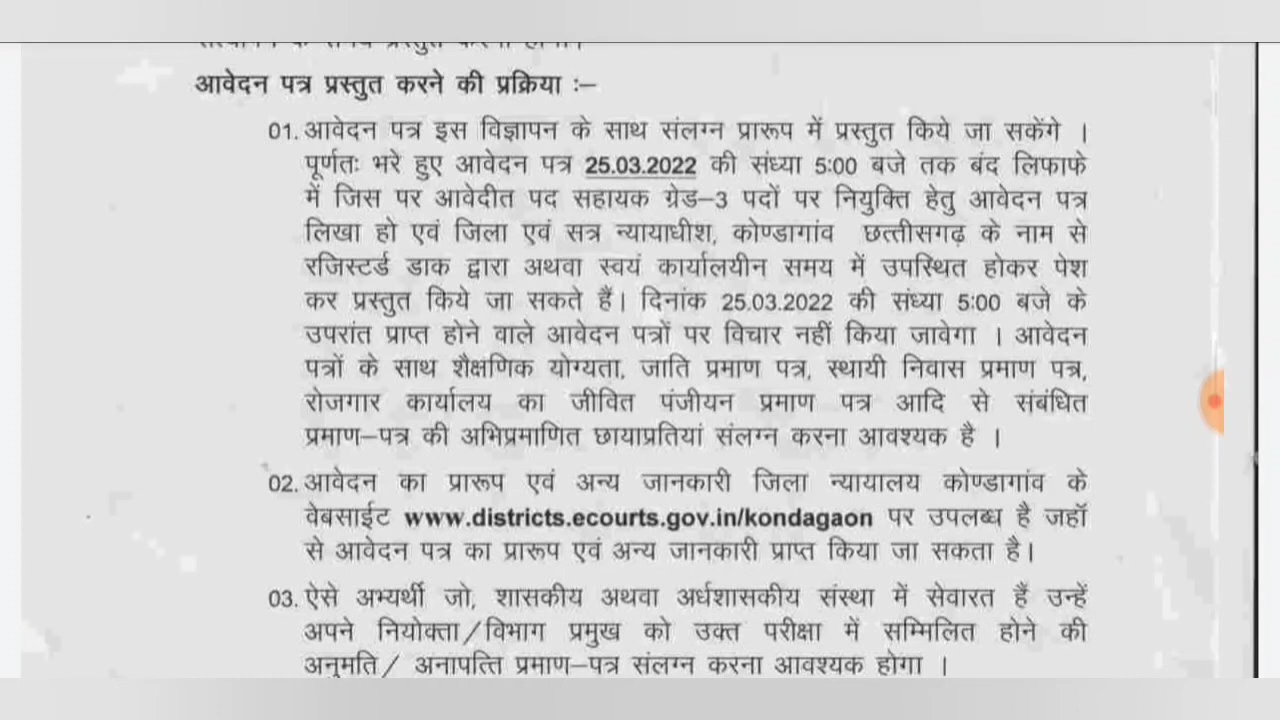 आवेदन पत्र प्रस्तुत करने की प्रक्रिया :–
01. आवेदन पत्र इस विज्ञापन के साथ संलग्न प्रारूप में प्रस्तुत किये जा सकेंगे ।
पूर्णतः भरे हुए आवेदन पत्र 25.03.2022 की संध्या 5:00 बजे तक बंद लिफाफे
में जिस पर आवेदीत पद सहायक ग्रेड–3 पदों पर नियुक्ति हेतु आवेदन पत्र
लिखा हो एवं जिला एवं सत्र न्यायाधीश, कोण्डागांव छत्तीसगढ़ के नाम से
रजिस्टर्ड डाक द्वारा अथवा स्वयं कार्यालयीन समय में उपस्थित होकर पेश
कर प्रस्तुत किये जा सकते हैं। दिनांक 25.03.2022 की संध्या 5:00 बजे के
उपरांत प्राप्त होने वाले आवेदन पत्रों पर विचार नहीं किया जावेगा । आवेदन
पत्रों के साथ शैक्षणिक योग्यता, जाति प्रमाण पत्र, स्थायी निवास प्रमाण पत्र,
रोजगार कार्यालय का जीवित पंजीयन प्रमाण पत्र आदि से संबंधित
प्रमाण–पत्र की अभिप्रमाणित छायाप्रतियां संलग्न करना आवश्यक है ।
02. आवेदन का प्रारूप एवं अन्य जानकारी जिला न्यायालय कोण्डागांव के
वेबसाईट www.districts.ecourts.gov.in/kondagaon पर उपलब्ध है जहॉ
से आवेदन पत्र का प्रारूप एवं अन्य जानकारी प्राप्त किया जा सकता है।
03. ऐसे अभ्यर्थी जो, शासकीय अथवा अर्धशासकीय संस्था में सेवारत हैं उन्हें
अपने नियोक्ता/विभाग प्रमुख को उक्त परीक्षा में सम्मिलित होने की
अनुमति/ अनापत्ति प्रमाण–पत्र संलग्न करना आवश्यक होगा ।